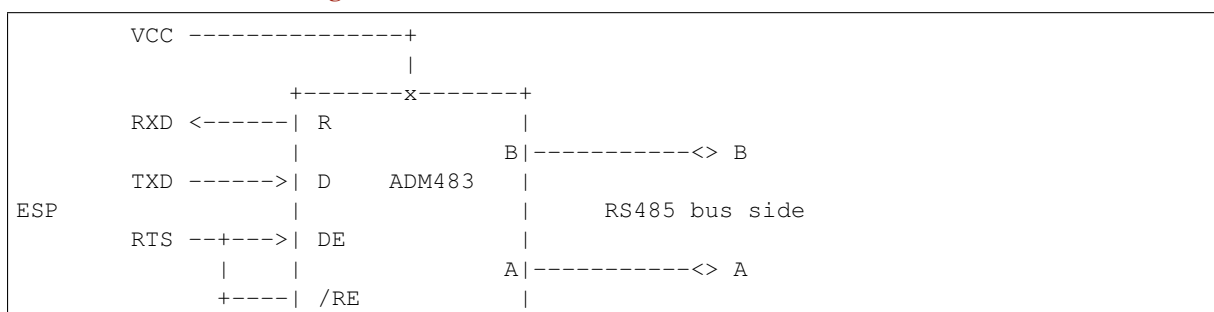 VCC ---------------+
|
+-------x-------+
RXD <------| R |
| B|-----------<> B
TXD ------>| D ADM483 |
ESP | | RS485 bus side
RTS --+--->| DE |
| | A|-----------<> A
+----| /RE |